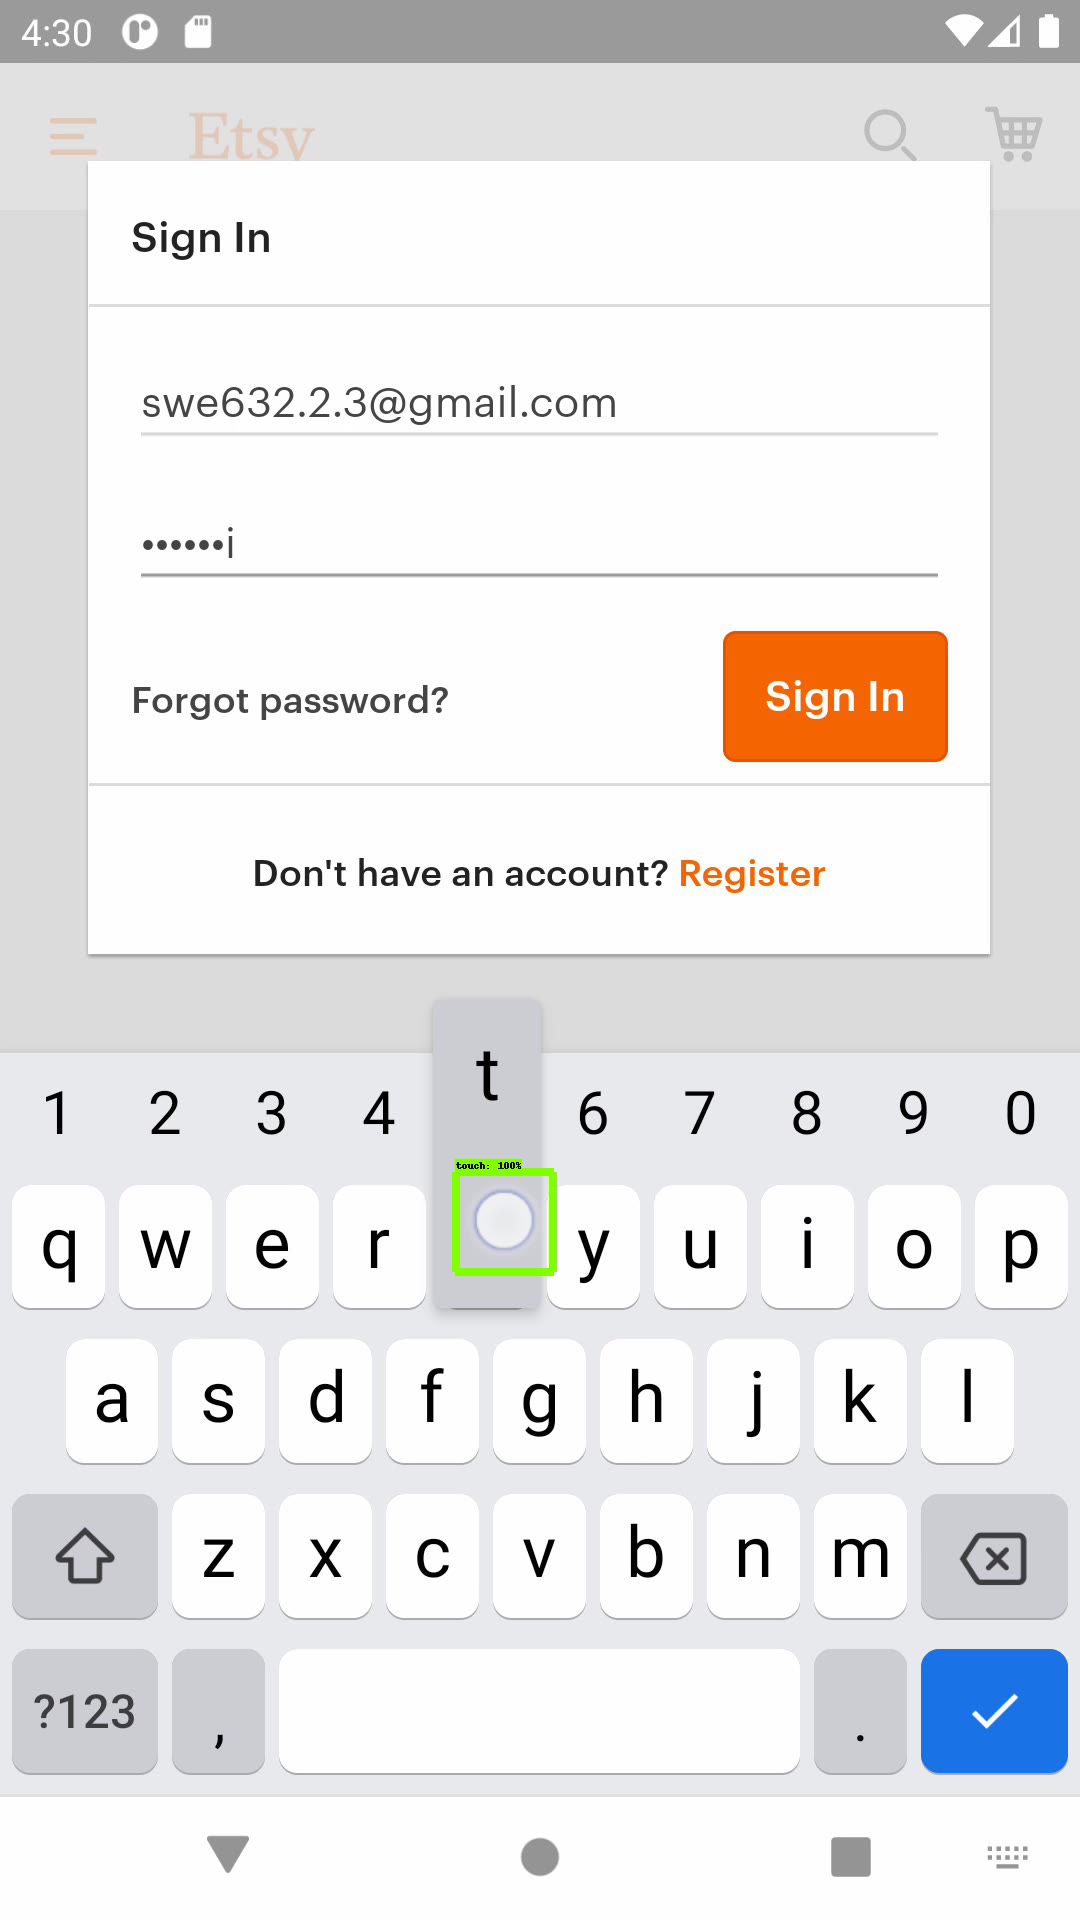 4:30
Etsy
Sign In
swe632.2.3@gmail.com
••••••i
Forgot password?
Sign In
Don't have an account? Register
t
1 2 3 4 6 7 8 9 0
touch: 100%
q w e r y u i o p
a s d f g h j k l
z x c v b n m
?123 , .